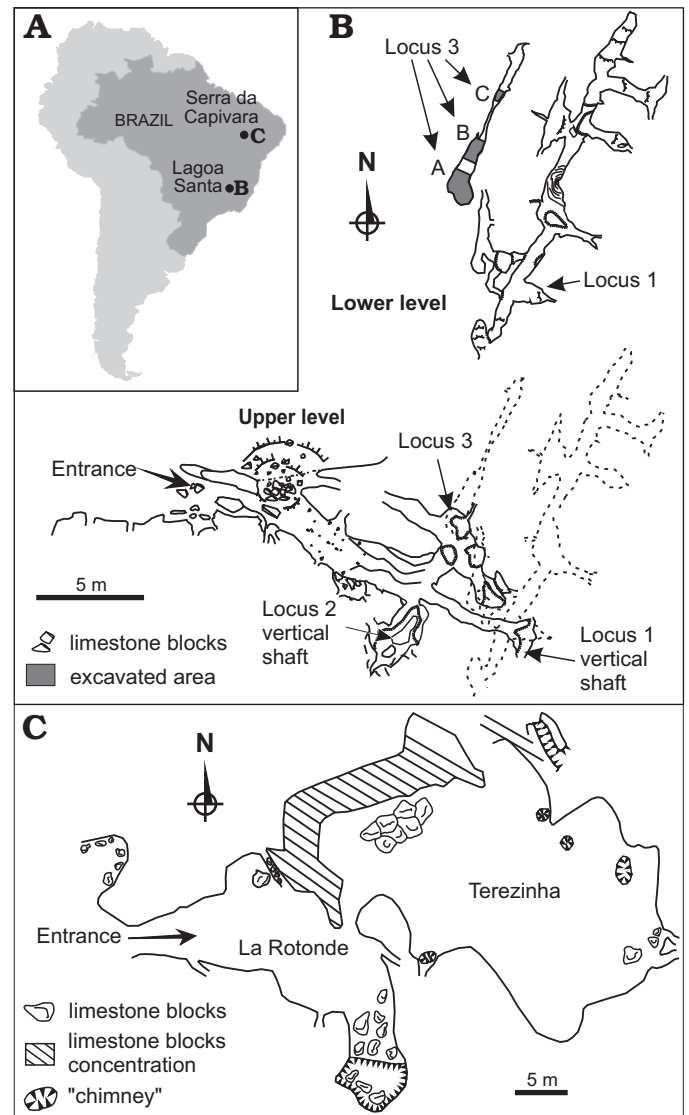 A
BRAZIL
Serra da
Capivara
C
Lagoa
Santa
B
B
Locus 3
C
B
A
N
Lower level
Locus 1
Upper level
Entrance
Locus 3
5 m
Locus 2
vertical
shaft
Locus 1
vertical
shaft
limestone blocks
excavated area
C
N
Entrance
La Rotonde
Terezinha
limestone blocks
limestone blocks
concentration
"chimney"
5 m